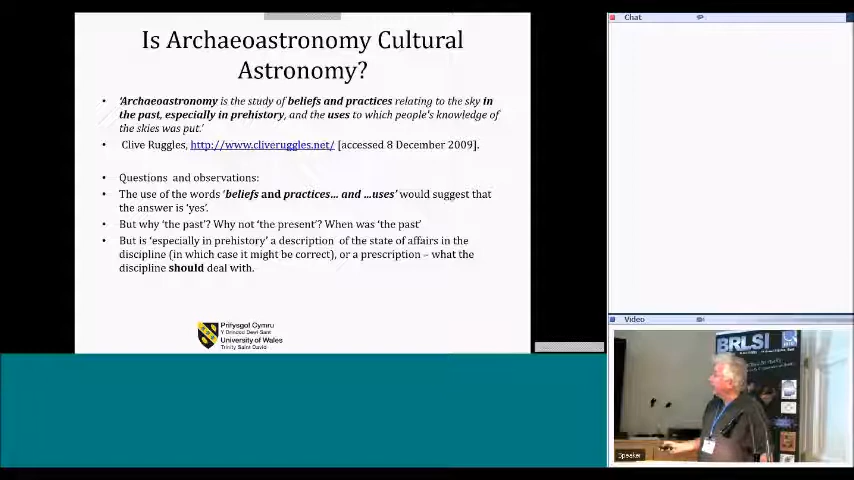 Is Archaeoastronomy Cultural
Astronomy?
• 'Archaeoastronomy is the study of beliefs and practices relating to the sky in
the past, especially in prehistory, and the uses to which people's knowledge of
the skies was put.'
• Clive Ruggles, http://www.cliveruggles.net/ [accessed 8 December 2009].
• Questions and observations:
• The use of the words 'beliefs and practices... and ...uses' would suggest that
the answer is 'yes'.
• But why 'the past'? Why not 'the present'? When was 'the past'
• But is 'especially in prehistory' a description of the state of affairs in the
discipline (in which case it might be correct), or a prescription – what the
discipline should deal with.
Prifysgol Cymru
Y Drindod Dewi Sant
University of Wales
Trinity Saint David
Chat
Video
BRLSI
Speaker